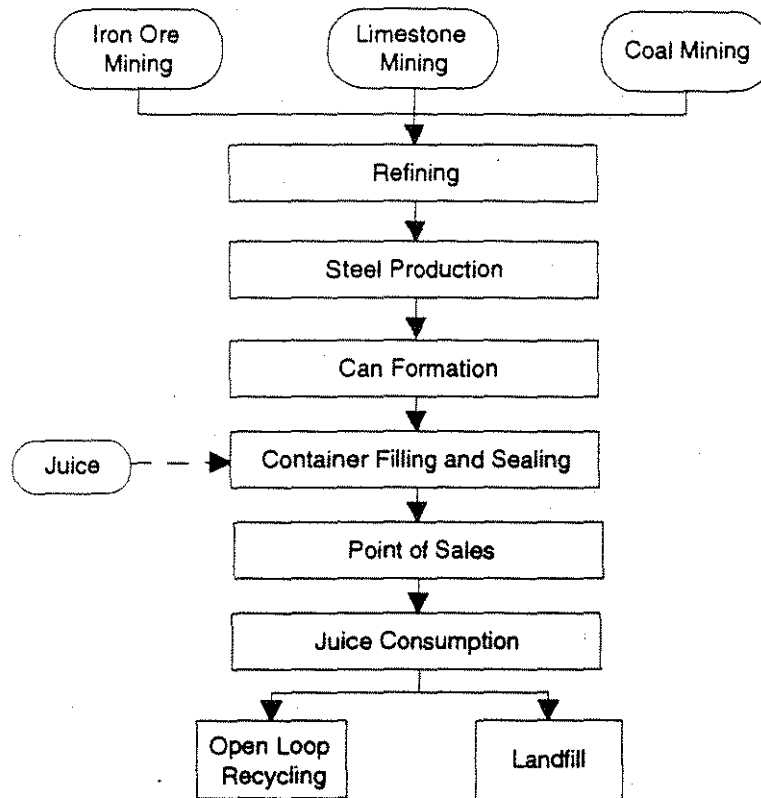 Iron Ore
Mining
Limestone
Mining
Coal Mining
Refining
Steel Production
Can Formation
Juice
Container Filling and Sealing
Point of Sales
Juice Consumption
Open Loop
Recycling
Landfill